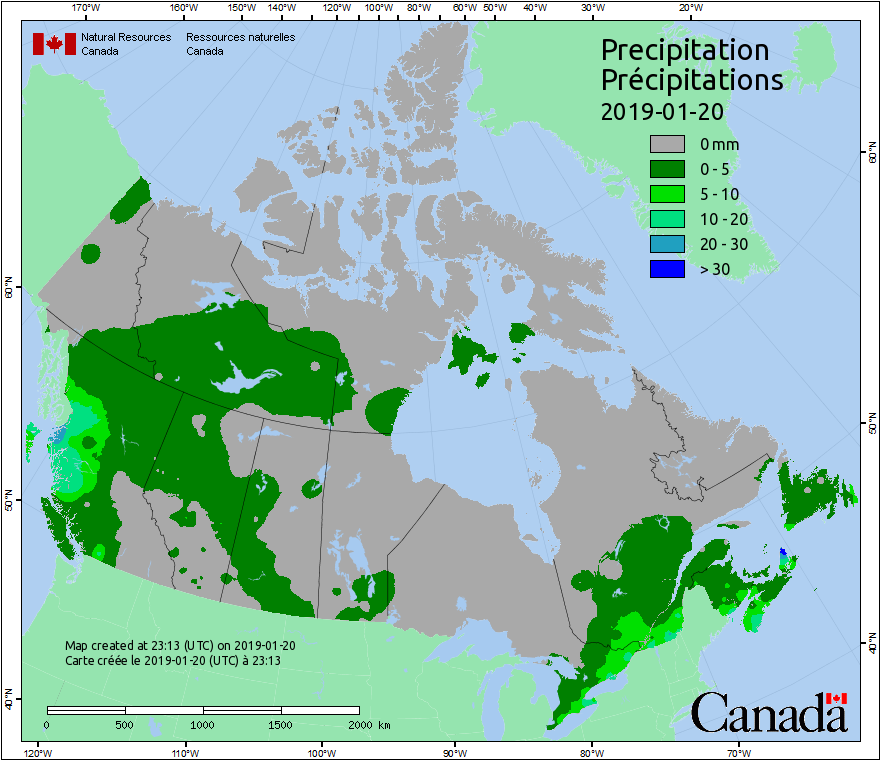 170°W 160°W 150°W 140°W 120°W 100°W 80°W 60°W 50°W 40°W 30°W 20°W
Natural Resources Ressources naturelles
Canada Canada
Precipitation
Précipitations
2019-01-20
0 mm
0 - 5
5 - 10
10 - 20
20 - 30
> 30
60°N
60°N
50°N
50°N
40°N
40°N
Map created at 23:13 (UTC) on 2019-01-20
Carte créée le 2019-01-20 (UTC) à 23:13
0 500 1000 1500 2000 km
Canada
120°W 110°W 100°W 90°W 80°W 70°W